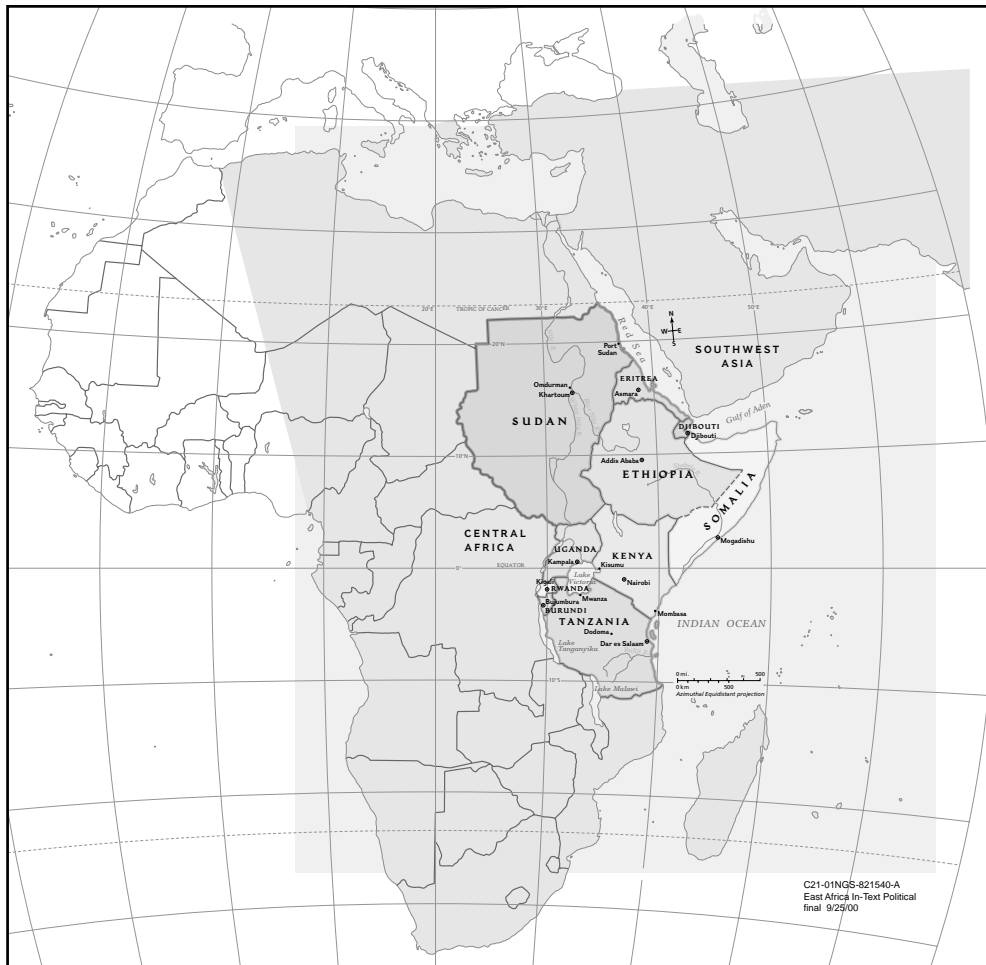 20°E
TROPIC OF CANCER
30°E
40°E
50°E
N
W E
S
Red Sea
20°N
Port
Sudan
SOUTHWEST
ASIA
ERITREA
Asmara
Omdurman
Khartoum
SUDAN
Gulf of Aden
DJIBOUTI
Djibouti
10°N
Addis Ababa
ETHIOPIA
SOMALIA
CENTRAL
AFRICA
Mogadishu
UGANDA
KENYA
Kampala
Kisumu
0°
EQUATOR
Lake
Victoria
Nairobi
Kigali
RWANDA
Bujumbura
Mwanza
BURUNDI
Mombasa
TANZANIA
INDIAN OCEAN
Dodoma
Dar es Salaam
Lake
Tanganyika
10°S
Lake Malawi
0 mi. 500
0 km 500
Azimuthal Equidistant projection
C21-01NGS-821540-A
East Africa In-Text Political
final 9/25/00